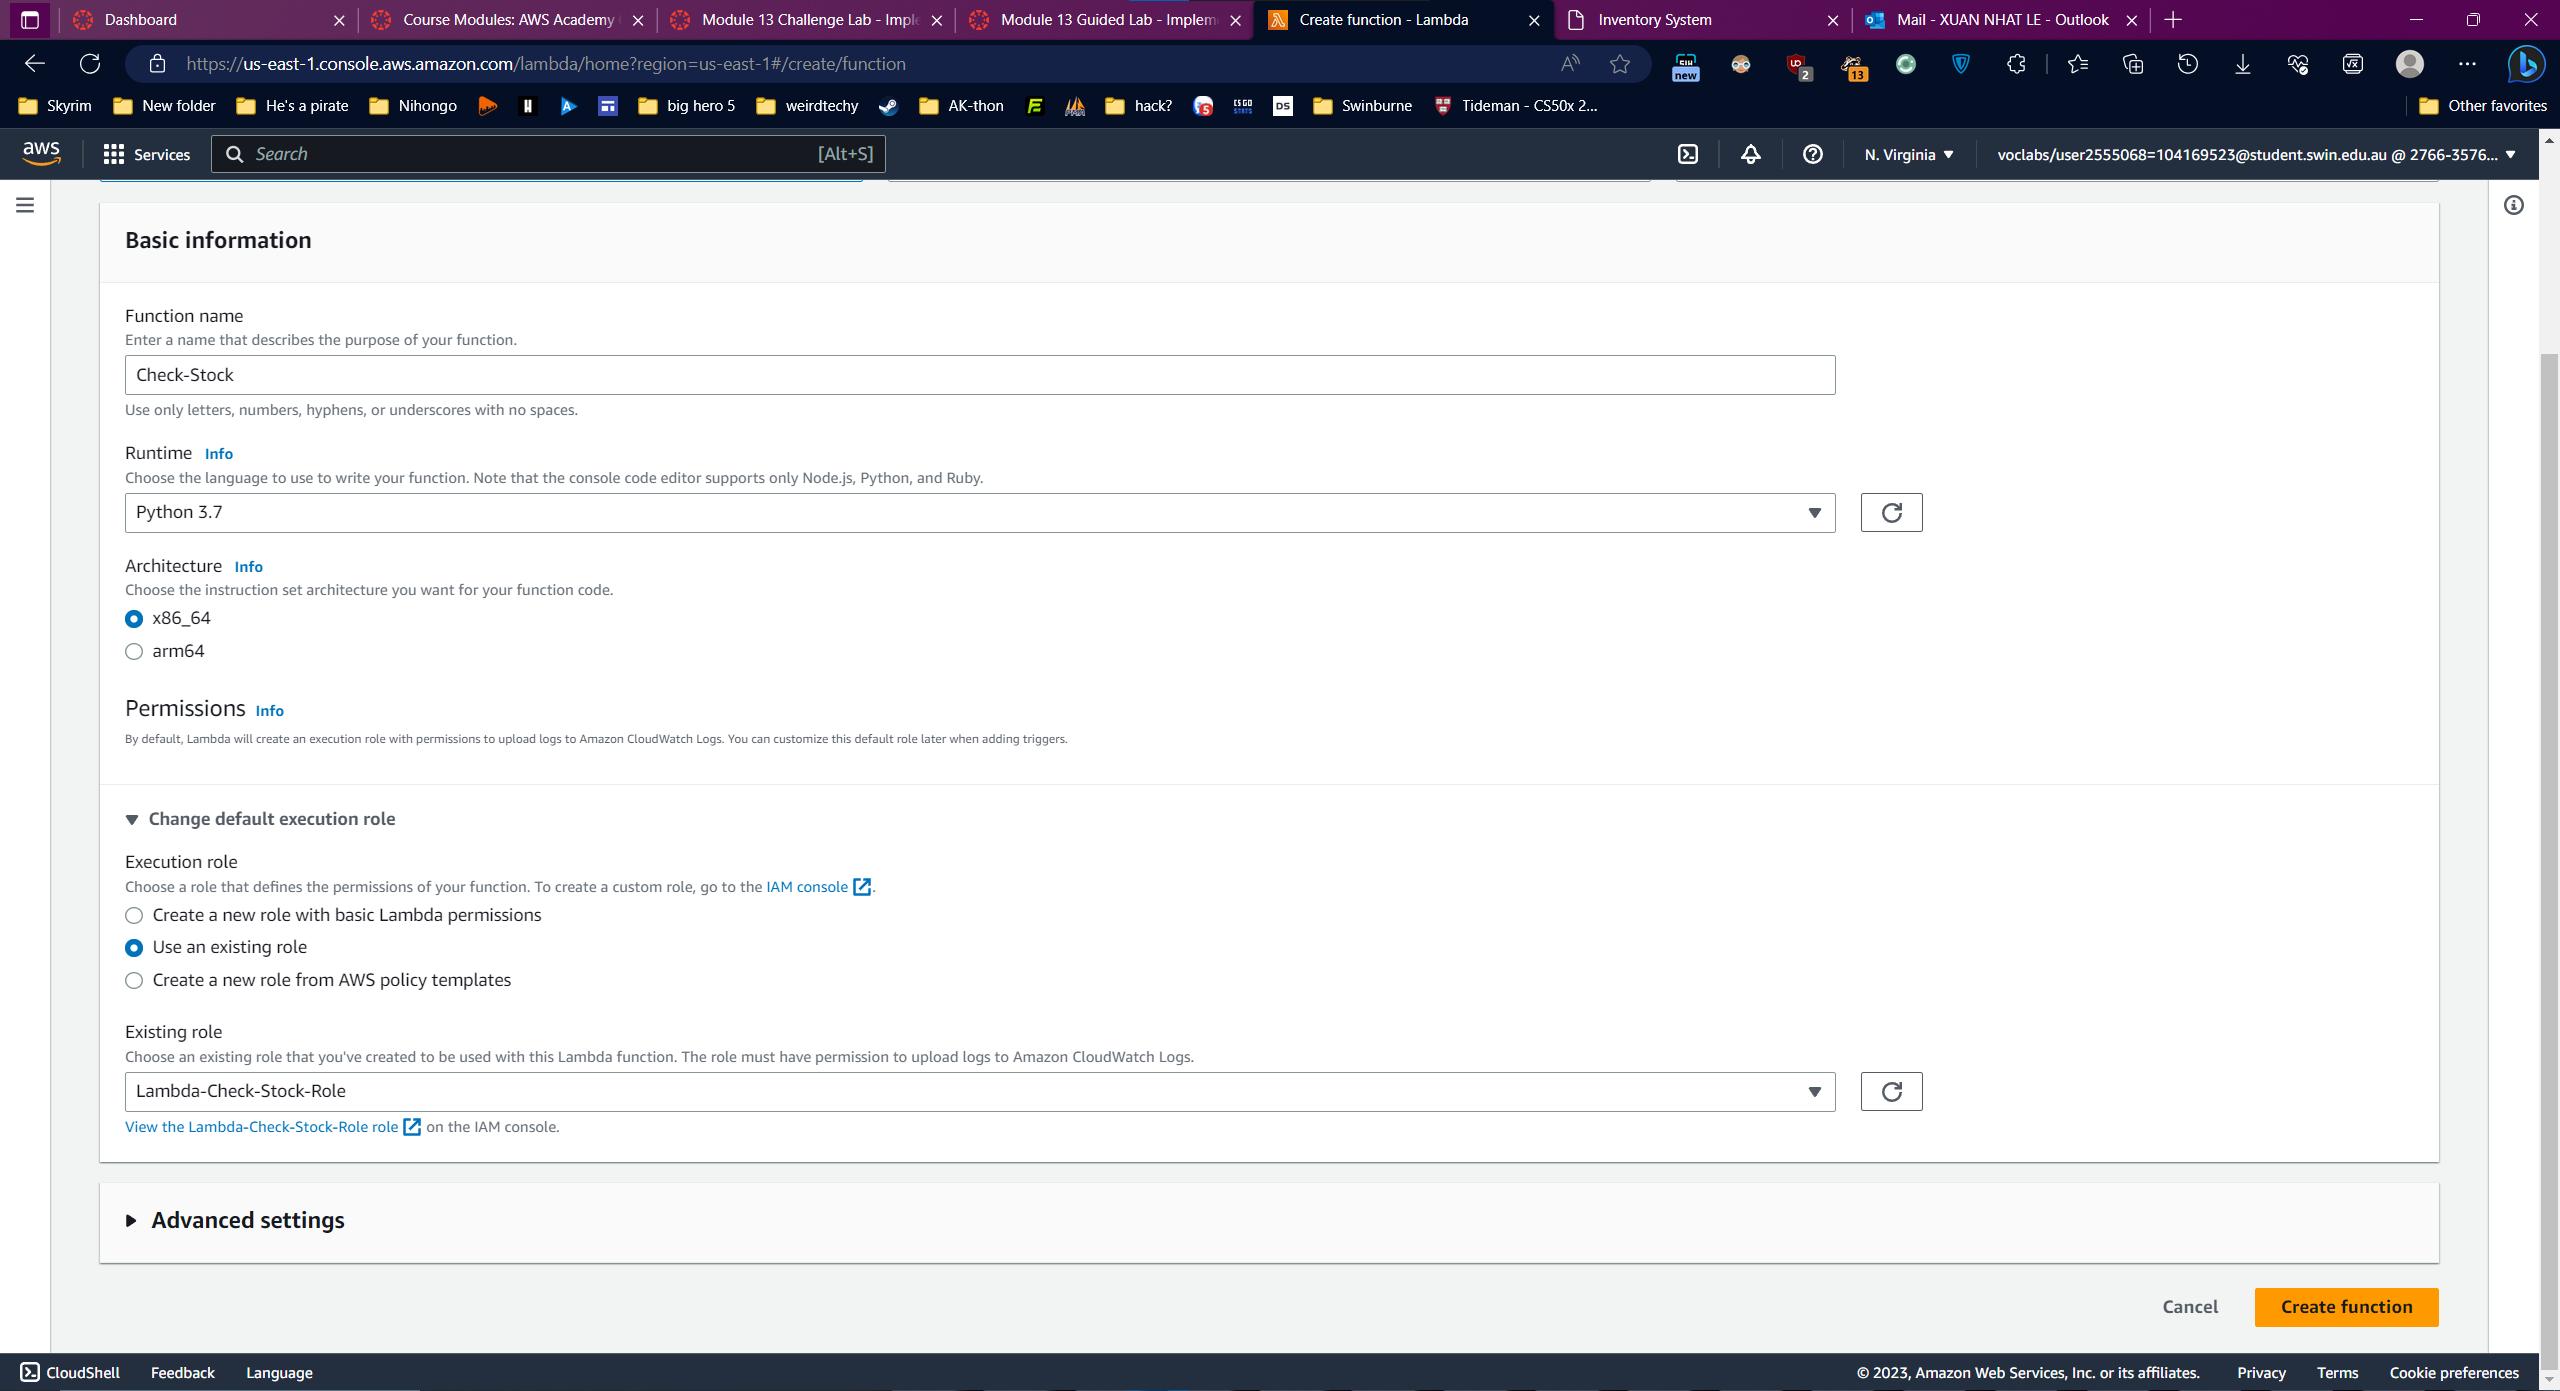 Dashboard
Course Modules: AWS Academy
Module 13 Challenge Lab - Imple
Module 13 Guided Lab - Implem
Create function - Lambda
Inventory System
Mail - XUAN NHAT LE - Outlook
https://us-east-1.console.aws.amazon.com/lambda/home?region=us-east-1#/create/function
new
2
13
Skyrim
New folder
He's a pirate
Nihongo
big hero 5
weirdtechy
AK-thon
hack?
DS
Swinburne
Tideman - CS50x 2...
Other favorites
aws
Services
Search
[Alt+S]
N. Virginia
voclabs/user2555068=104169523@student.swin.edu.au @ 2766-3576...
Basic information
Function name
Enter a name that describes the purpose of your function.
Check-Stock
Use only letters, numbers, hyphens, or underscores with no spaces.
Runtime Info
Choose the language to use to write your function. Note that the console code editor supports only Node.js, Python, and Ruby.
Python 3.7
Architecture Info
Choose the instruction set architecture you want for your function code.
x86_64
arm64
Permissions Info
By default, Lambda will create an execution role with permissions to upload logs to Amazon CloudWatch Logs. You can customize this default role later when adding triggers.
Change default execution role
Execution role
Choose a role that defines the permissions of your function. To create a custom role, go to the IAM console.
Create a new role with basic Lambda permissions
Use an existing role
Create a new role from AWS policy templates
Existing role
Choose an existing role that you've created to be used with this Lambda function. The role must have permission to upload logs to Amazon CloudWatch Logs.
Lambda-Check-Stock-Role
View the Lambda-Check-Stock-Role role on the IAM console.
Advanced settings
Cancel
Create function
CloudShell
Feedback
Language
© 2023, Amazon Web Services, Inc. or its affiliates.
Privacy
Terms
Cookie preferences